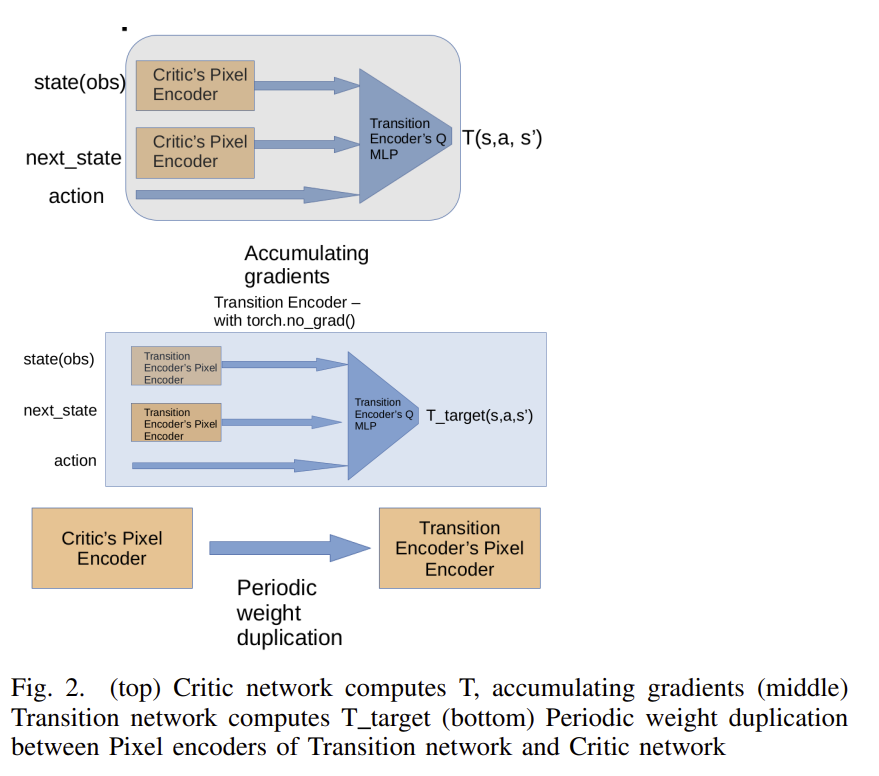 state(obs)
Critic's Pixel
Encoder
Critic's Pixel
Encoder
next_state
action
Transition
Encoder's Q
MLP
T(s,a, s’)
Accumulating
gradients
Transition Encoder –
with torch.no_grad()
state(obs)
Transition
Encoder's Pixel
Encoder
next_state
Transition
Encoder's Pixel
Encoder
action
Transition
Encoder's Q
MLP
T_target(s,a,s’)
Critic’s Pixel
Encoder
Transition
Encoder’s Pixel
Encoder
Periodic
weight
duplication
Fig. 2. (top) Critic network computes T, accumulating gradients (middle)
Transition network computes T_target (bottom) Periodic weight duplication
between Pixel encoders of Transition network and Critic network